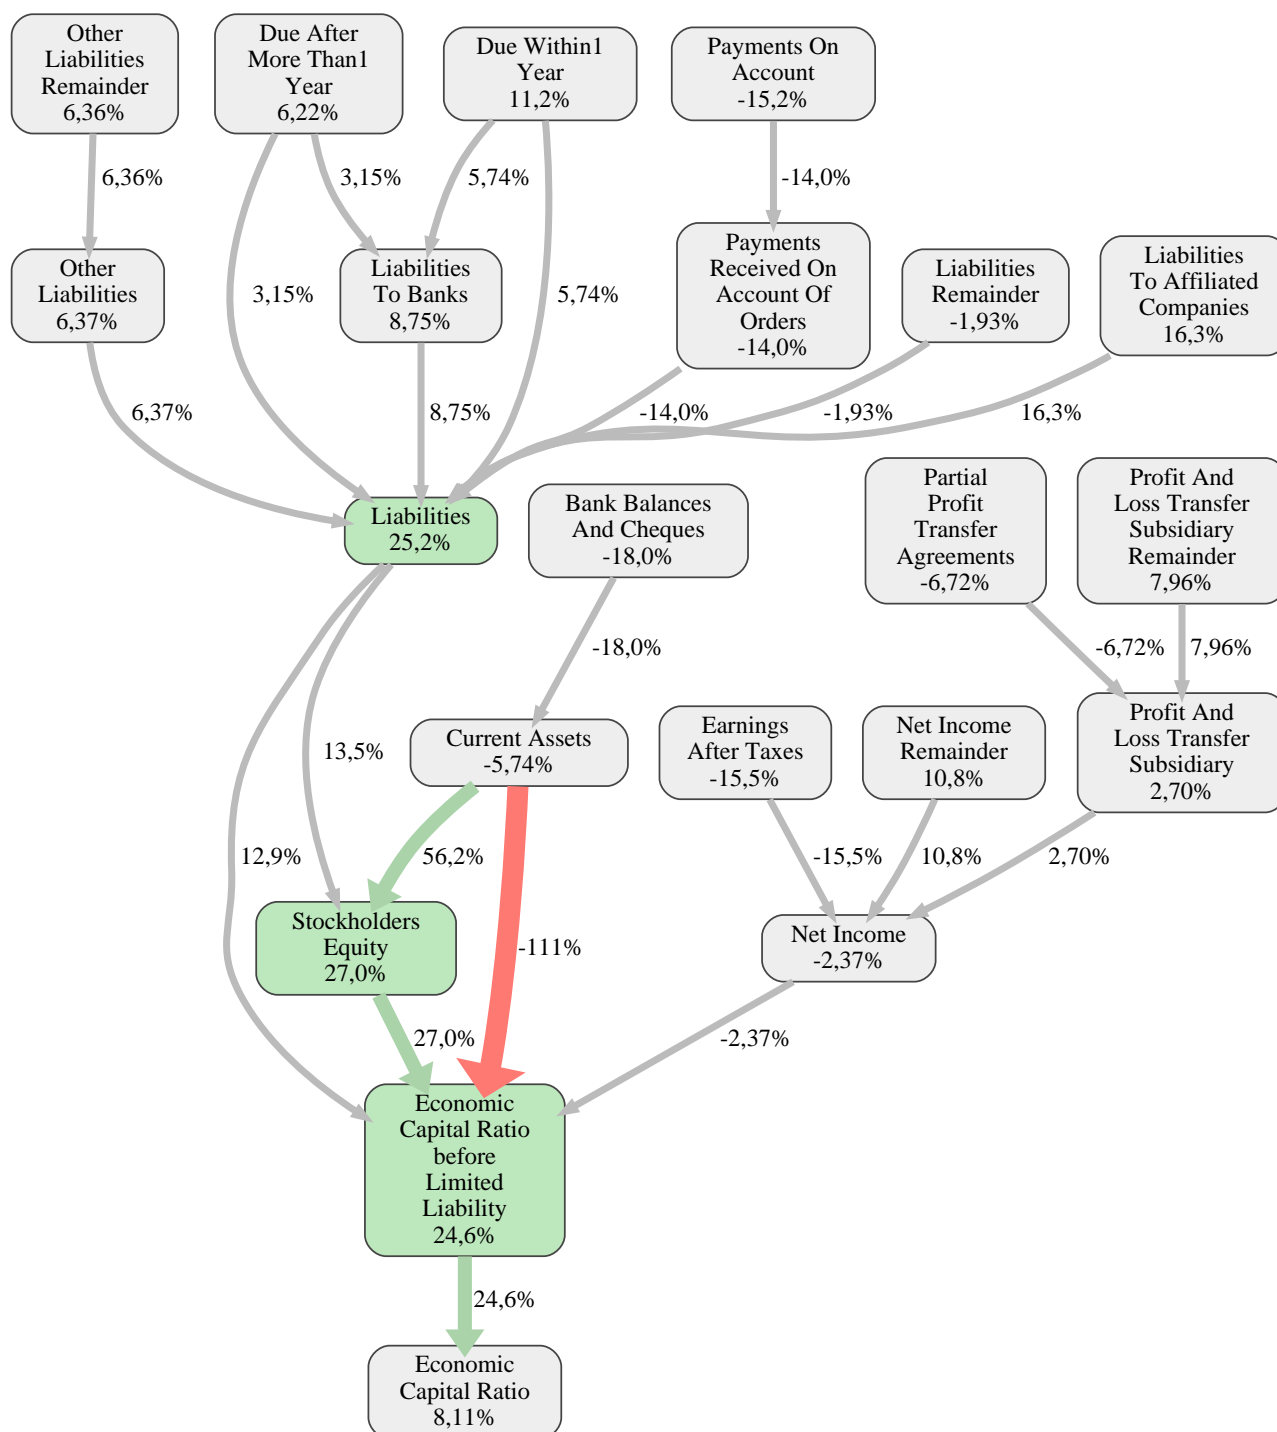 Other
Liabilities
Remainder
6,36%
Due After
More Than1
Year
6,22%
Due Within1
Year
11,2%
Payments On
Account
-15,2%
6,36%
3,15%
5,74%
-14,0%
Other
Liabilities
6,37%
3,15%
Liabilities
To Banks
8,75%
5,74%
Payments
Received On
Account Of
Orders
-14,0%
Liabilities
Remainder
-1,93%
Liabilities
To Affiliated
Companies
16,3%
6,37%
8,75%
-14,0%
-1,93%
16,3%
Liabilities
25,2%
Bank Balances
And Cheques
-18,0%
Partial
Profit
Transfer
Agreements
-6,72%
Profit And
Loss Transfer
Subsidiary
Remainder
7,96%
-18,0%
-6,72%
7,96%
13,5%
Current Assets
-5,74%
Earnings
After Taxes
-15,5%
Net Income
Remainder
10,8%
Profit And
Loss Transfer
Subsidiary
2,70%
12,9%
56,2%
-15,5%
10,8%
2,70%
Stockholders
Equity
27,0%
-111%
Net Income
-2,37%
27,0%
-2,37%
Economic
Capital Ratio
before
Limited
Liability
24,6%
24,6%
Economic
Capital Ratio
8,11%